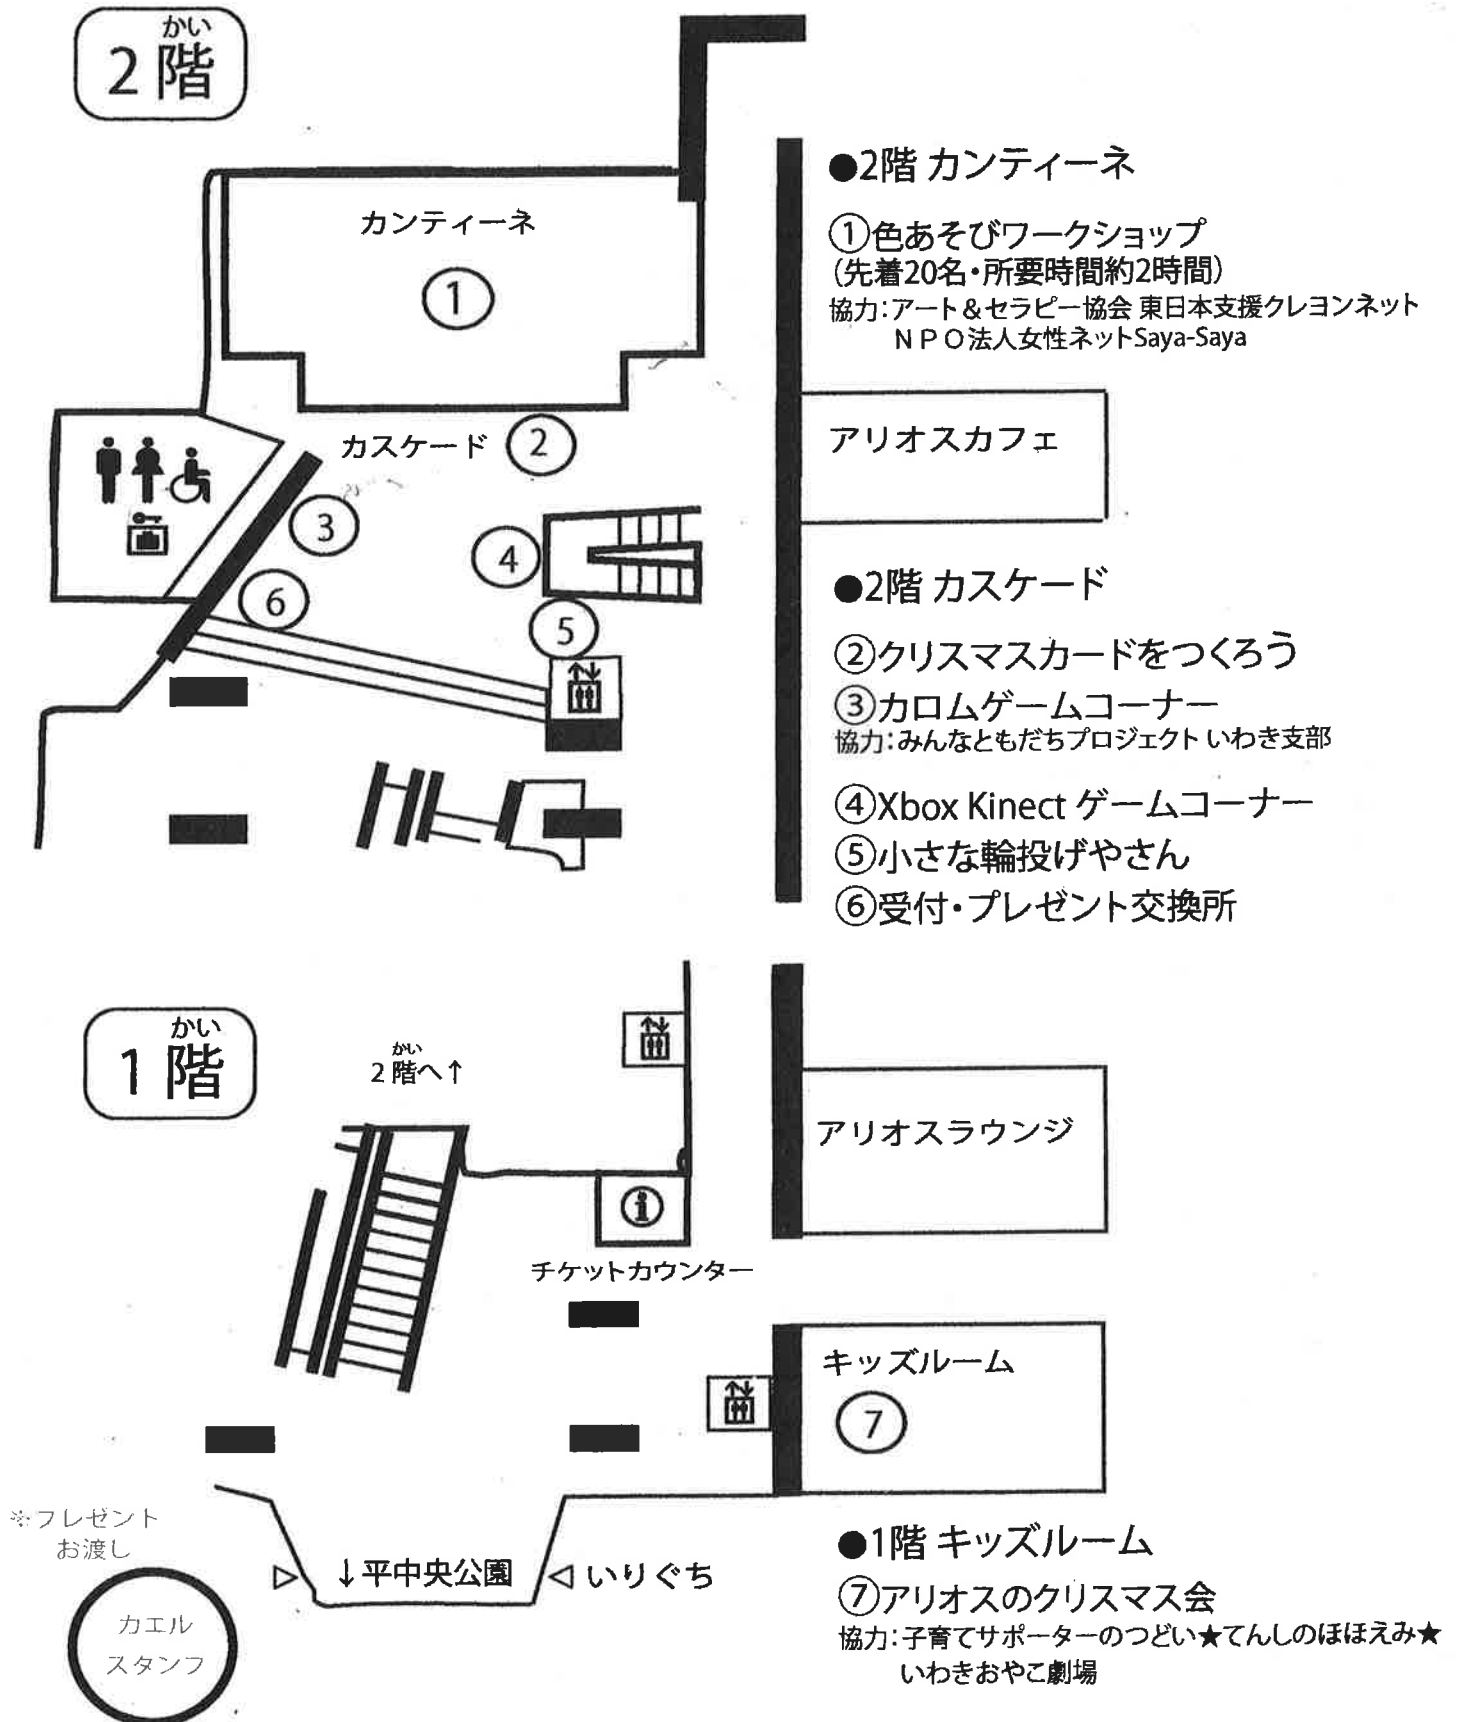 かい
2階
カンティーネ
①
カスケード ②
③
④
⑥
⑤
●2階 カンティーネ
①色あそびワークショップ
(先着20名・所要時間約2時間)
協力:アート&セラピー協会 東日本支援クレヨンネット
NPO法人女性ネットSaya-Saya
アリオスカフェ
●2階 カスケード
②クリスマスカードをつくろう
③カロムゲームコーナー
協力:みんなともだちプロジェクト いわき支部
④Xbox Kinect ゲームコーナー
⑤小さな輪投げやさん
⑥受付・プレゼント交換所
かい
1階
かい
2階へ↑
i
チケットカウンター
アリオスラウンジ
キッズルーム
⑦
※フレゼント
お渡し
カエル
スタンフ
▷ ↓平中央公園 ◁ いりぐち
●1階 キッズルーム
⑦アリオスのクリスマス会
協力:子育てサポーターのつどい★てんしのほほえみ★
いわきおやこ劇場